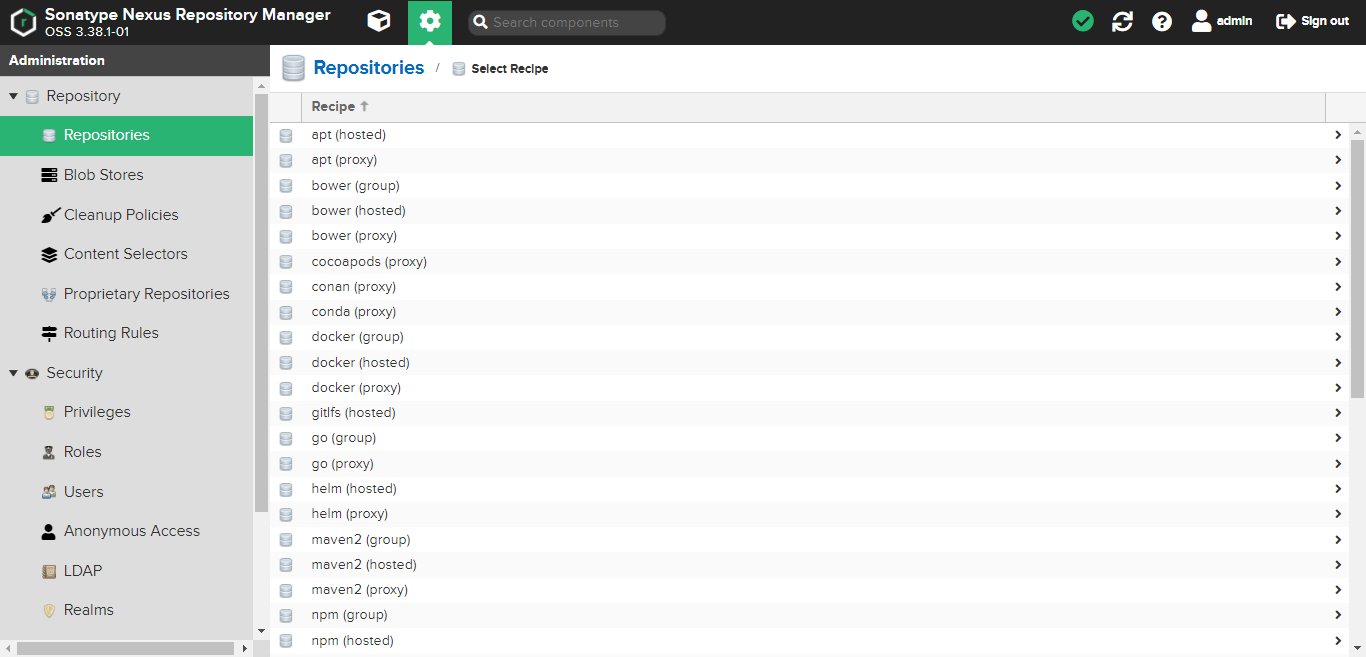 Sonatype Nexus Repository Manager
OSS 3.38.1-01
Search components
admin
Sign out
Administration
Repositories / Select Recipe
Repository
Repositories
Blob Stores
Cleanup Policies
Content Selectors
Proprietary Repositories
Routing Rules
Security
Privileges
Roles
Users
Anonymous Access
LDAP
Realms
Recipe
apt (hosted)
apt (proxy)
bower (group)
bower (hosted)
bower (proxy)
cocoapods (proxy)
conan (proxy)
conda (proxy)
docker (group)
docker (hosted)
docker (proxy)
gitlfs (hosted)
go (group)
go (proxy)
helm (hosted)
helm (proxy)
maven2 (group)
maven2 (hosted)
maven2 (proxy)
npm (group)
npm (hosted)